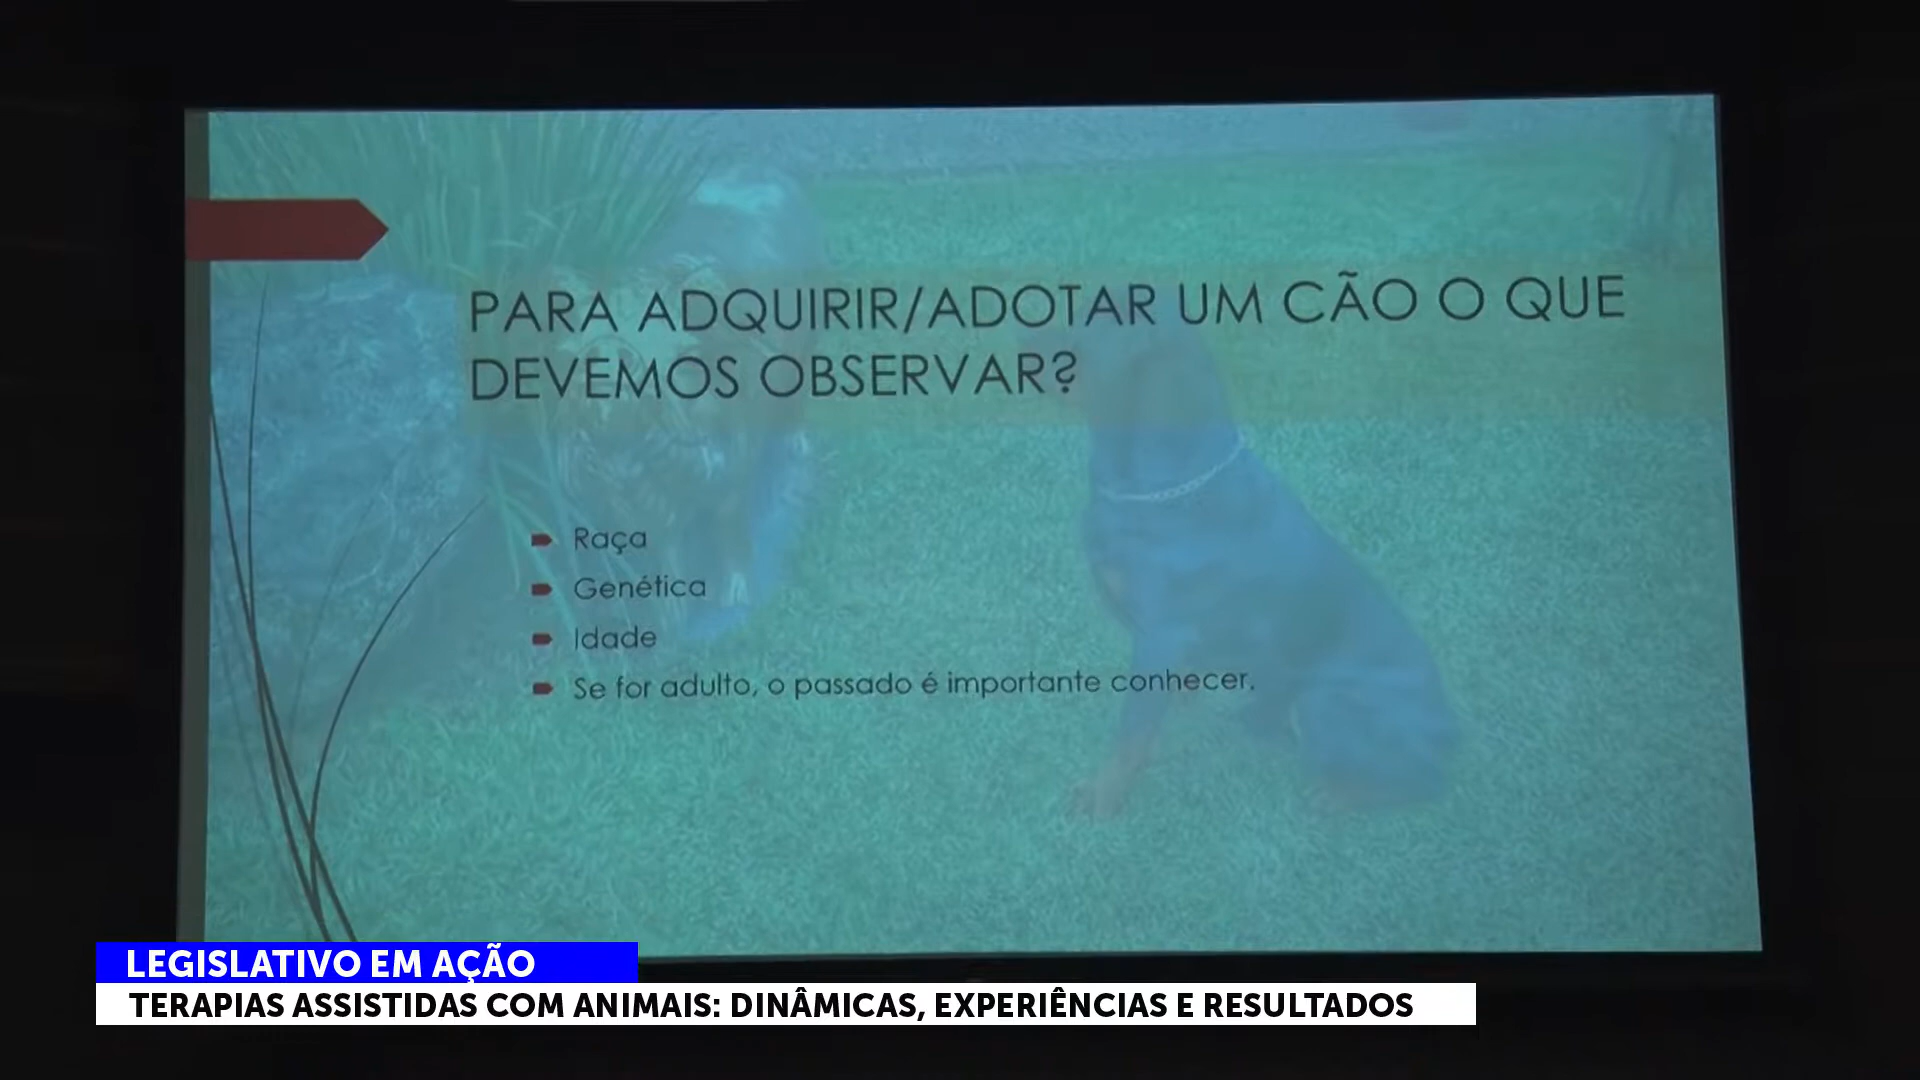 PARA ADQUIRIR/ADOTAR UM CÃO O QUE
DEVEMOS OBSERVAR?
Raça
Genética
Idade
Se for adulto, o passado é importante conhecer.
LEGISLATIVO EM AÇÃO
TERAPIAS ASSISTIDAS COM ANIMAIS: DINÂMICAS, EXPERIÊNCIAS E RESULTADOS